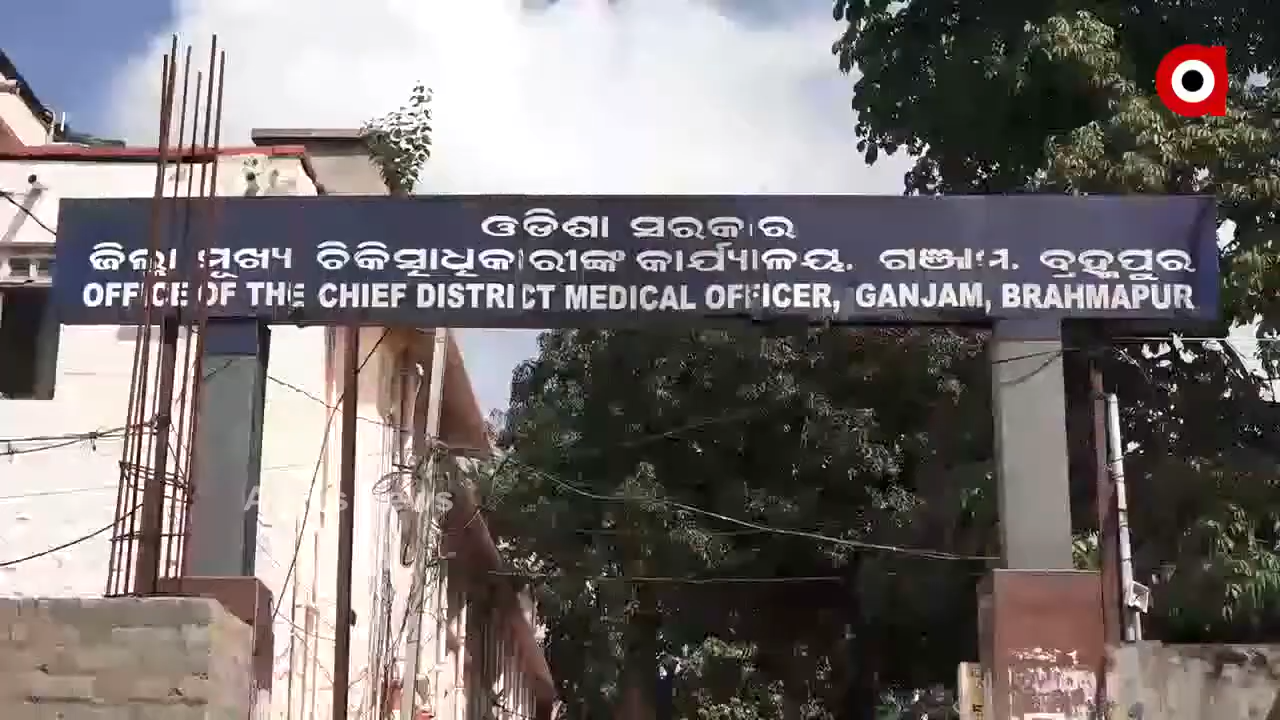 ଓଡିଶା ସରକାର
ଜିଲ୍ଲା ମୂଖ୍ୟ ଚିକିତ୍ସାଧିକାରୀଙ୍କ କାର୍ଯ୍ୟାଳୟ, ଗଞ୍ଜାମ, ବ୍ରହ୍ମପୁର
OFFICE OF THE CHIEF DISTRICT MEDICAL OFFICER, GANJAM, BRAHMAPUR